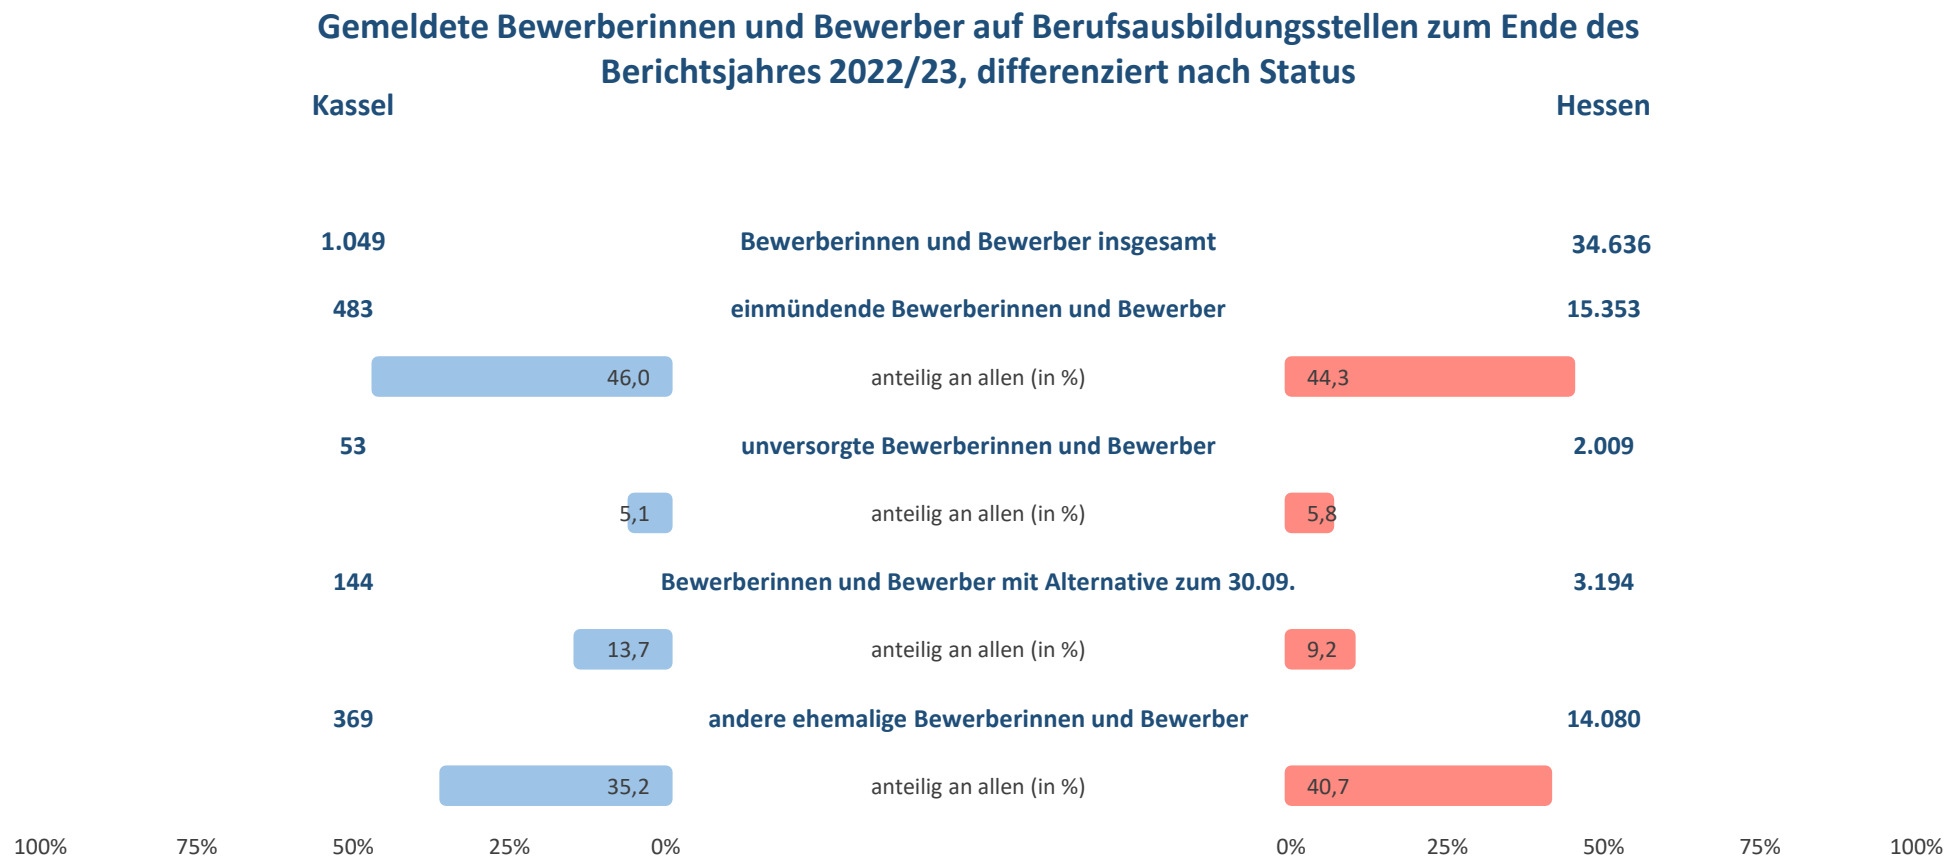 Gemeldete Bewerberinnen und Bewerber auf Berufsausbildungsstellen zum Ende des
Berichtsjahres 2022/23, differenziert nach Status
Kassel Hessen
1.049 Bewerberinnen und Bewerber insgesamt 34.636
483 einmündende Bewerberinnen und Bewerber 15.353
46,0 anteilig an allen (in %) 44,3
53 unversorgte Bewerberinnen und Bewerber 2.009
5,1 anteilig an allen (in %) 5,8
144 Bewerberinnen und Bewerber mit Alternative zum 30.09. 3.194
13,7 anteilig an allen (in %) 9,2
369 andere ehemalige Bewerberinnen und Bewerber 14.080
35,2 anteilig an allen (in %) 40,7
100% 75% 50% 25% 0% 0% 25% 50% 75% 100%